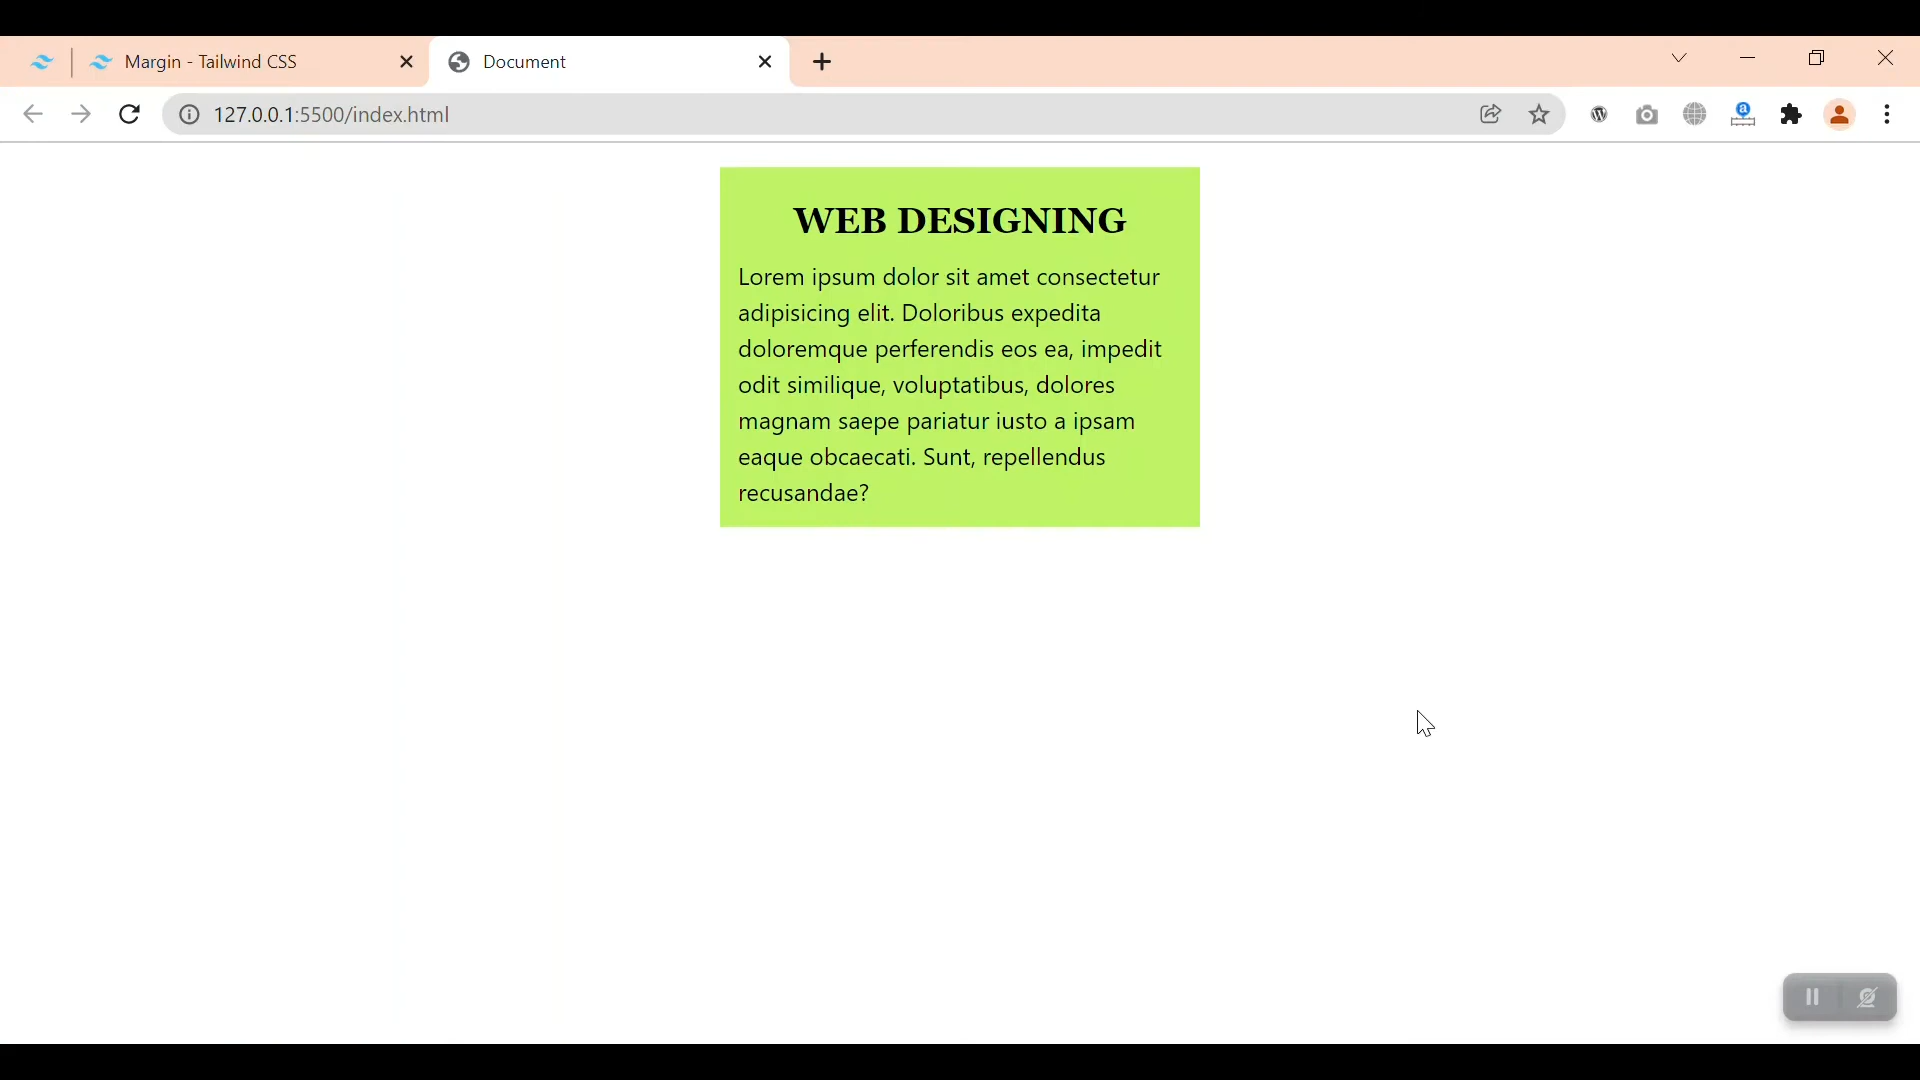 Margin - Tailwind CSS
Document
127.0.0.1:5500/index.html
WEB DESIGNING
Lorem ipsum dolor sit amet consectetur
adipisicing elit. Doloribus expedita
doloremque perferendis eos ea, impedit
odit similique, voluptatibus, dolores
magnam saepe pariatur iusto a ipsam
eaque obcaecati. Sunt, repellendus
recusandae?